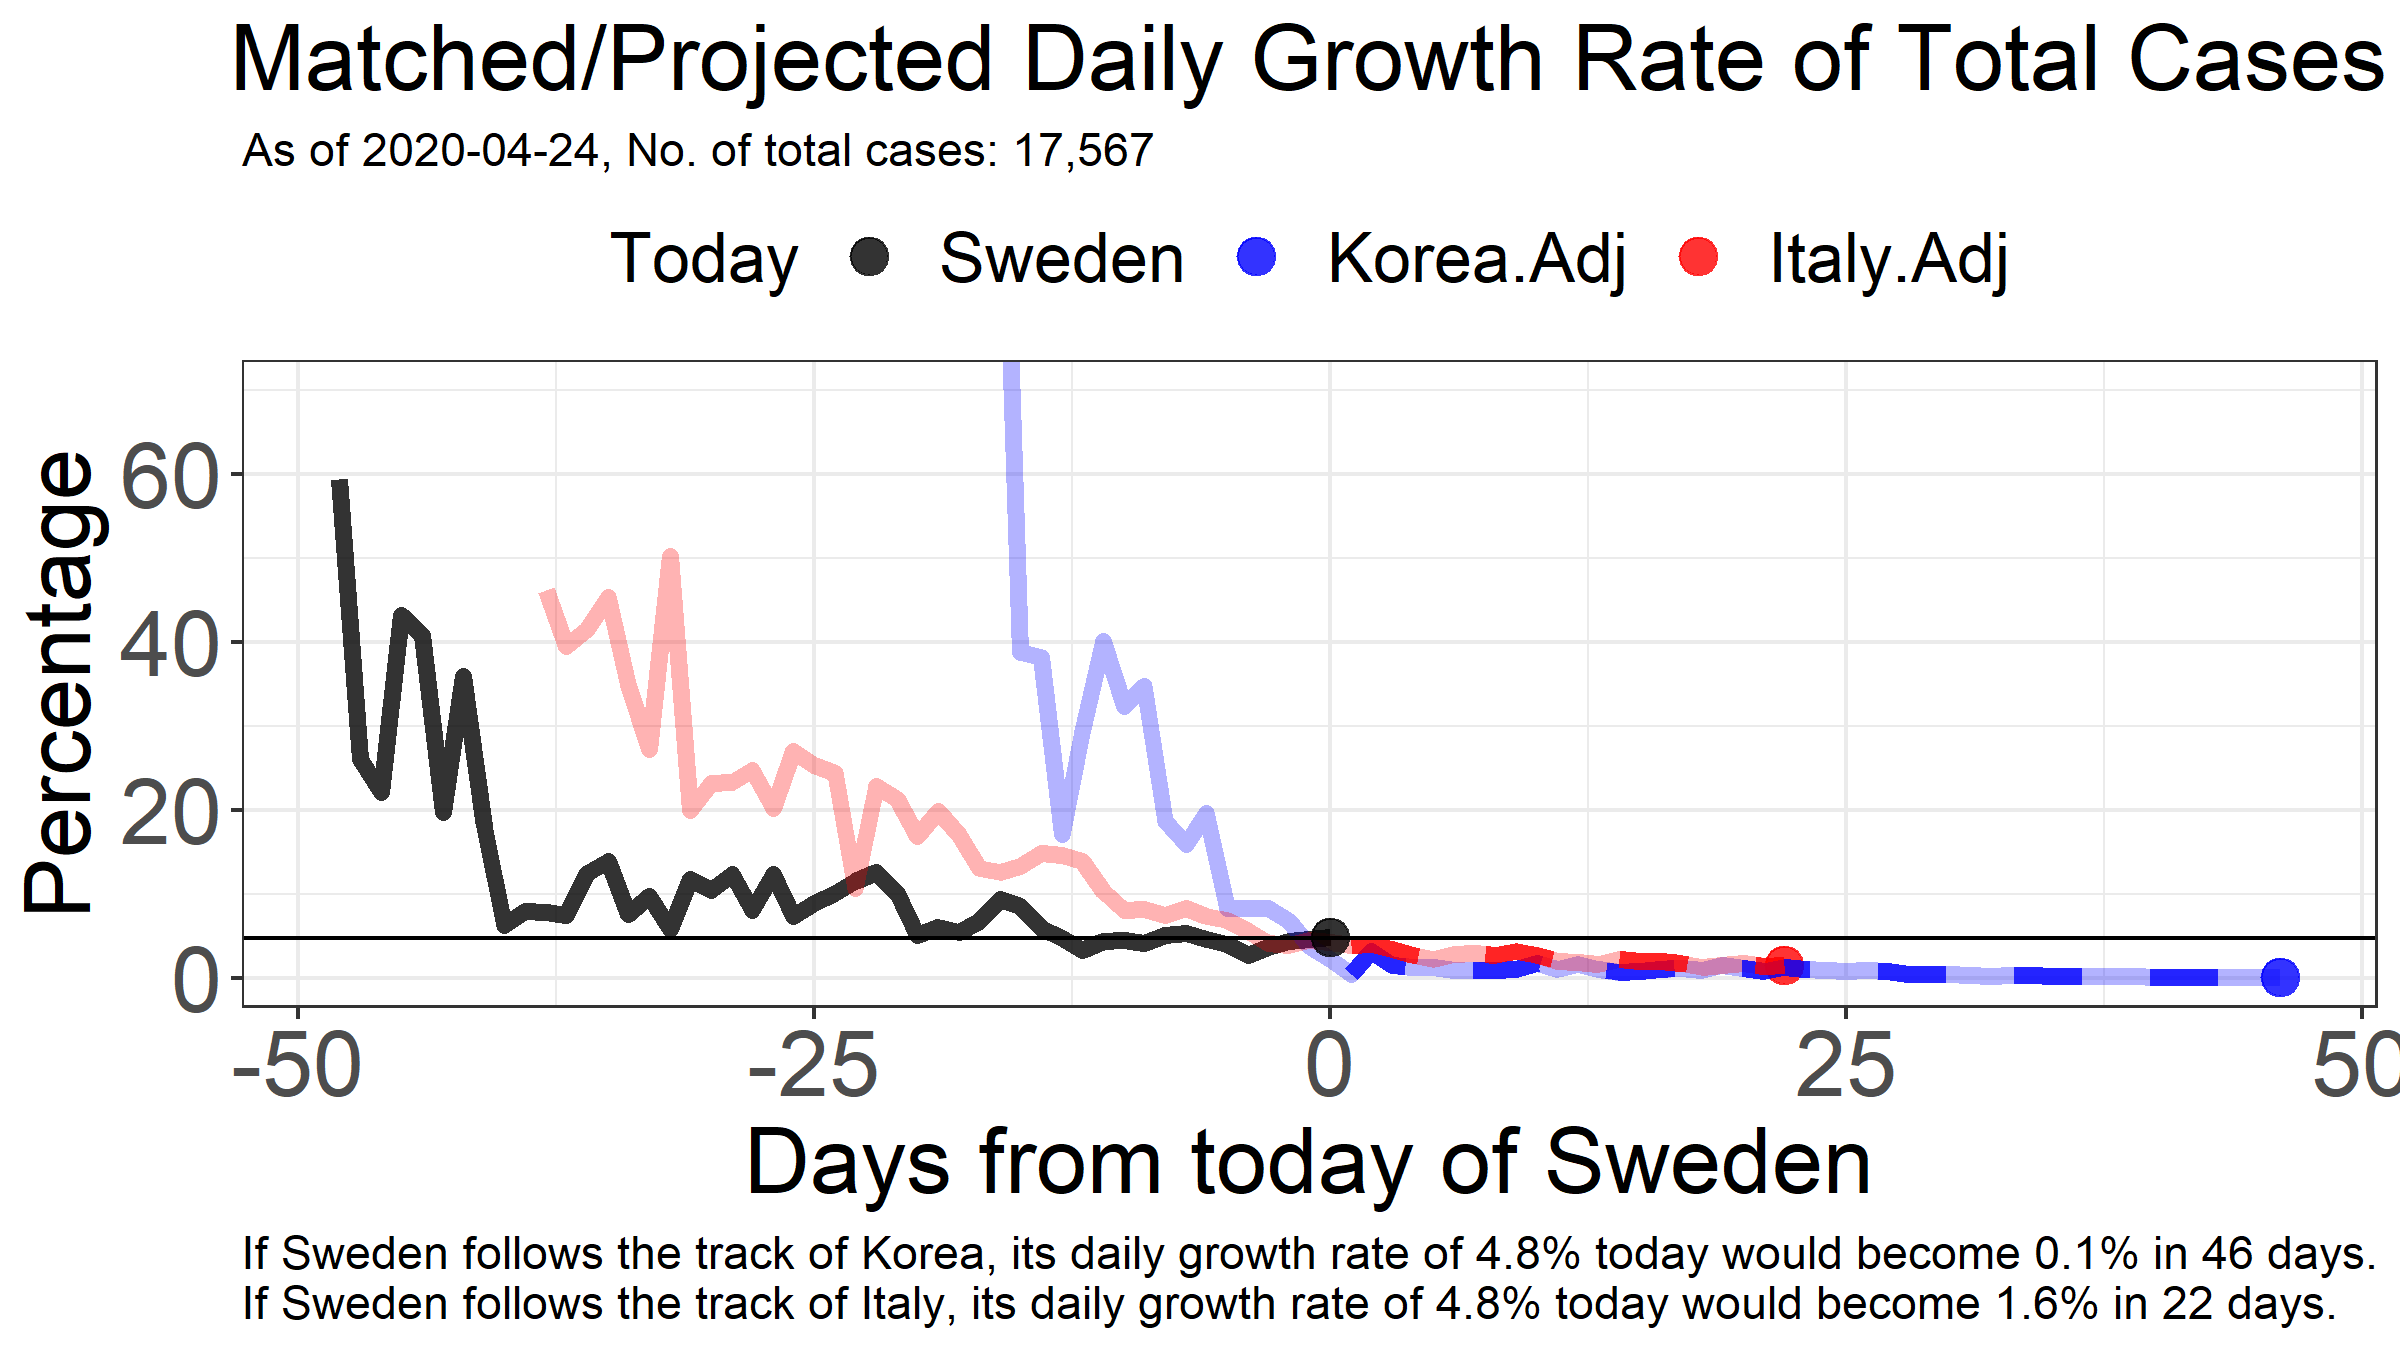 Matched/Projected Daily Growth Rate of Total Cases
As of 2020-04-24, No. of total cases: 17,567
Today Sweden Korea.Adj Italy.Adj
Percentage
60
40
20
0
-50 -25 0 25 50
Days from today of Sweden
If Sweden follows the track of Korea, its daily growth rate of 4.8% today would become 0.1% in 46 days.
If Sweden follows the track of Italy, its daily growth rate of 4.8% today would become 1.6% in 22 days.